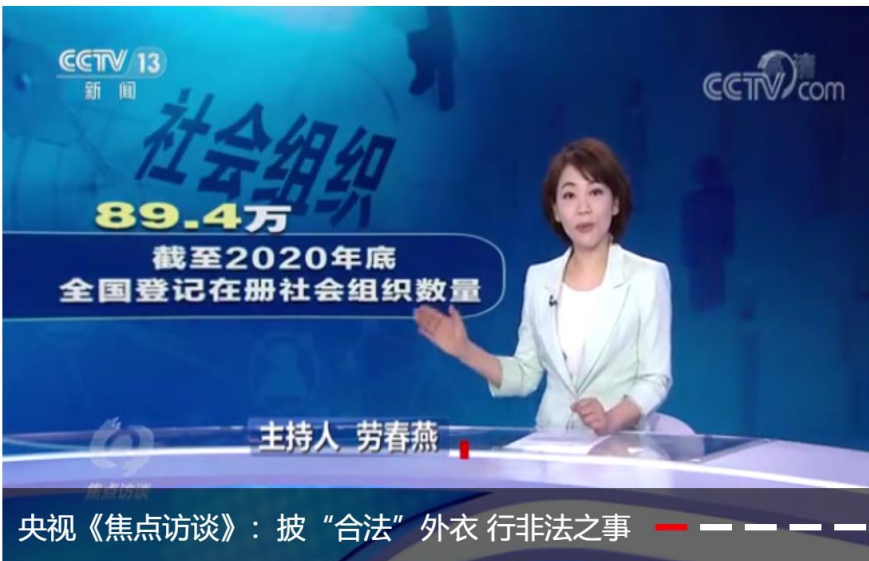 CCTV 13
新闻
高清
CCTV.com
社会组织
89.4万
截至2020年底
全国登记在册社会组织数量
主持人 劳春燕
焦点访谈
央视《焦点访谈》：披“合法”外衣 行非法之事